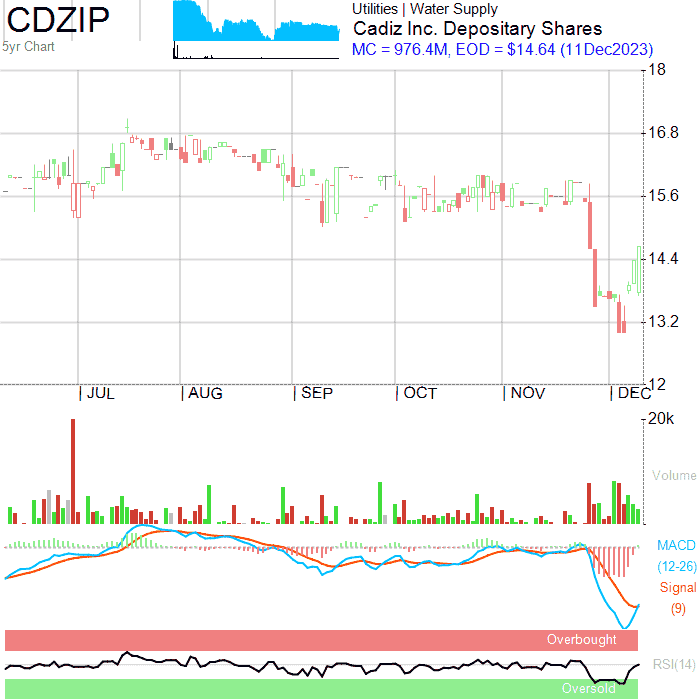 CDZIP
5yr Chart
Utilities | Water Supply
Cadiz Inc. Depositary Shares
MC = 976.4M, EOD = $14.64 (11Dec2023)
18
16.8
15.6
14.4
13.2
12
JUL AUG SEP OCT NOV DEC
20k
Volume
MACD
(12-26)
Signal
(9)
Overbought
RSI(14)
Oversold